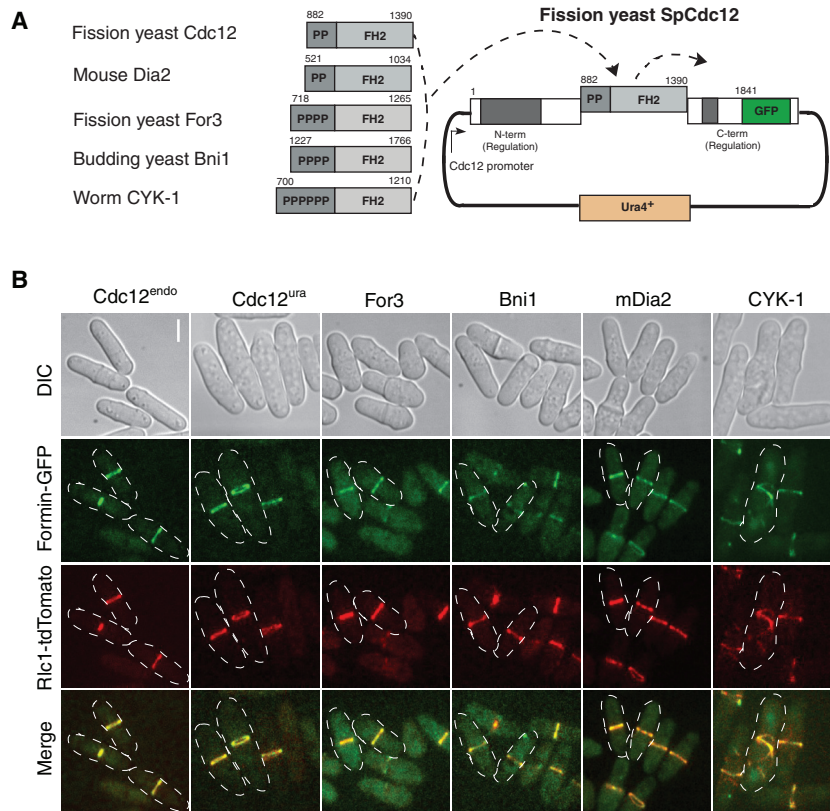 A
Fission yeast SpCdc12
Fission yeast Cdc12
882 1390
PP FH2
Mouse Dia2
521 1034
PP FH2
Fission yeast For3
718 1265
PPPP FH2
Budding yeast Bni1
1227 1766
PPPP FH2
Worm CYK-1
700 1210
PPPPPP FH2
1 882 1390 1841
PP FH2 GFP
N-term
(Regulation)
C-term
(Regulation)
Cdc12 promoter
Ura4+
B
Cdc12endo Cdc12ura For3 Bni1 mDia2 CYK-1
DIC
Formin-GFP
Rlc1-tdTomato
Merge